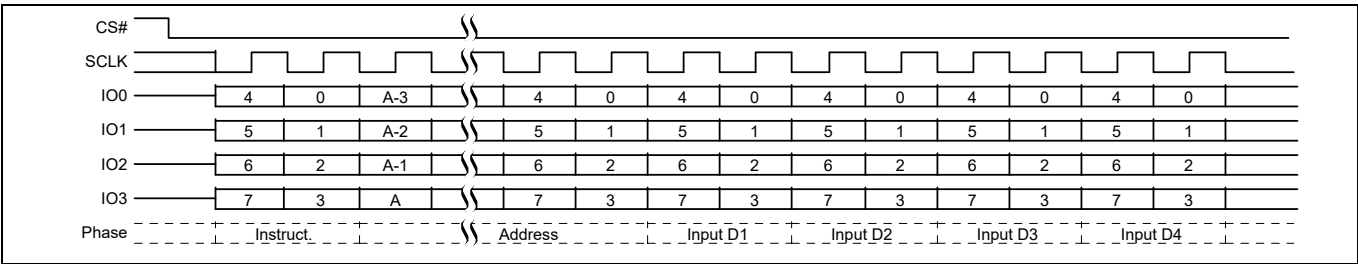 CS#
SCLK
IO0 4 0 A-3 4 0 4 0 4 0 4 0 4 0
IO1 5 1 A-2 5 1 5 1 5 1 5 1 5 1
IO2 6 2 A-1 6 2 6 2 6 2 6 2 6 2
IO3 7 3 A 7 3 7 3 7 3 7 3 7 3
Phase Instruct. Address Input D1 Input D2 Input D3 Input D4